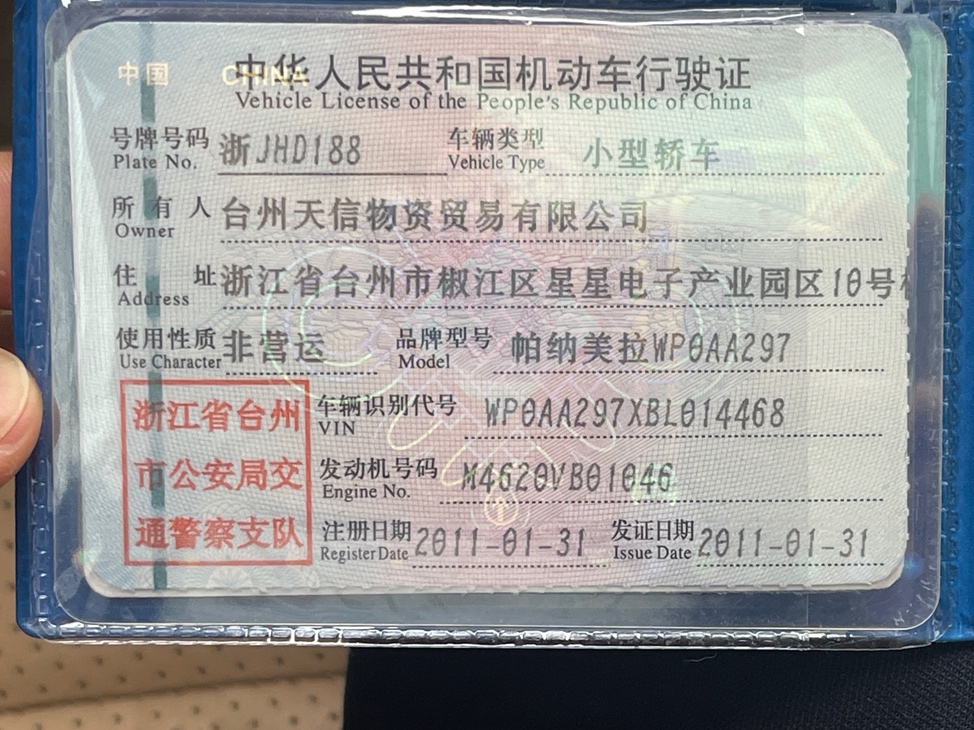 中国 CHINA
中华人民共和国机动车行驶证
Vehicle License of the People's Republic of China
号牌号码 浙JHD188 车辆类型 小型轿车
Plate No. Vehicle Type
所有人 台州天信物资贸易有限公司
Owner
住址 浙江省台州市椒江区星星电子产业园区10号
Address
使用性质 非营运 品牌型号 帕纳美拉WP0AA297
Use Character Model
浙江省台州 车辆识别代号 WP0AA297XBL014468
VIN
市公安局交 发动机号码 M4620VB01046
Engine No.
通警察支队 注册日期 2011-01-31 发证日期 2011-01-31
Register Date Issue Date